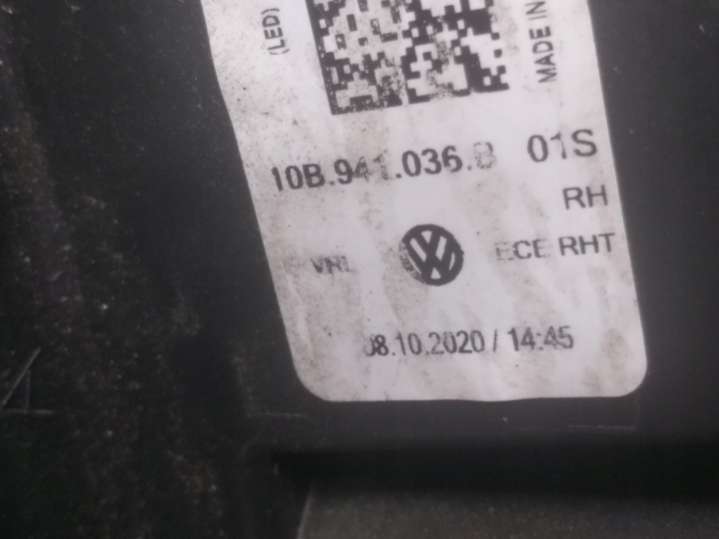 (LED)
MADE IN
10B.941.036.B 01S
RH
ECE RHT
08.10.2020 / 14:45